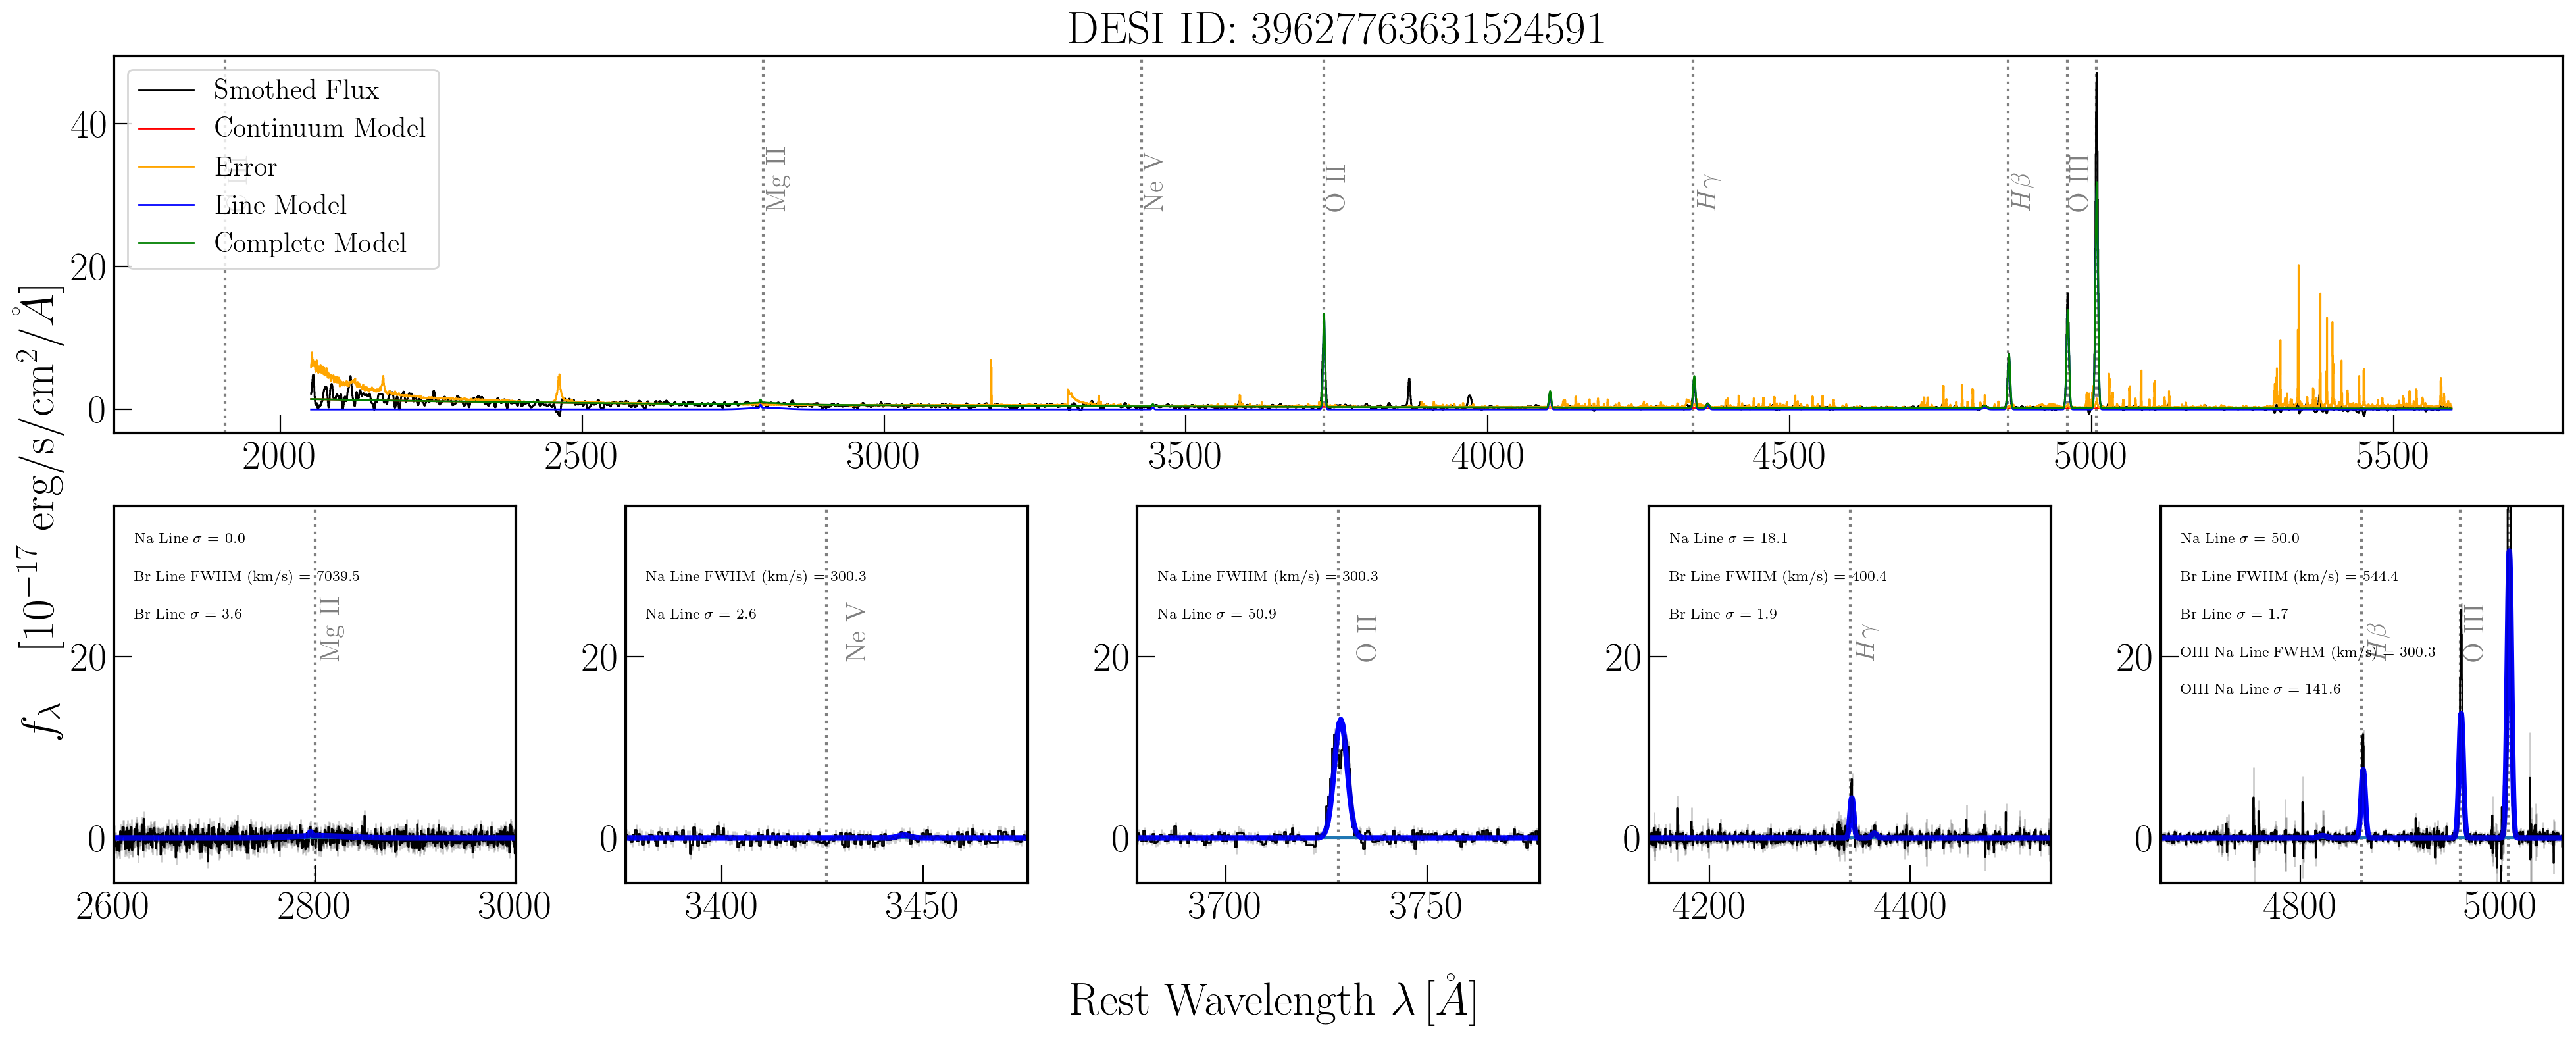 DESI ID: 39627763631524591
Smothed Flux
Continuum Model
Error
Line Model
Complete Model
Mg II
Ne V
O II
Hγ
Hβ
O III
40
20
0
2000 2500 3000 3500 4000 4500 5000 5500
fλ [10⁻¹⁷ erg/s/cm²/Å]
Na Line σ = 0.0
Br Line FWHM (km/s) = 7039.5
Br Line σ = 3.6
Mg II
20
0
2600 2800 3000
Na Line FWHM (km/s) = 300.3
Na Line σ = 2.6
Ne V
20
0
3400 3450
Na Line FWHM (km/s) = 300.3
Na Line σ = 50.9
O II
20
0
3700 3750
Na Line σ = 18.1
Br Line FWHM (km/s) = 400.4
Br Line σ = 1.9
Hγ
20
0
4200 4400
Na Line σ = 50.0
Br Line FWHM (km/s) = 544.4
Br Line σ = 1.7
OIII Na Line FWHM (km/s) = 300.3
OIII Na Line σ = 141.6
Hβ
O III
20
0
4800 5000
Rest Wavelength λ [Å]